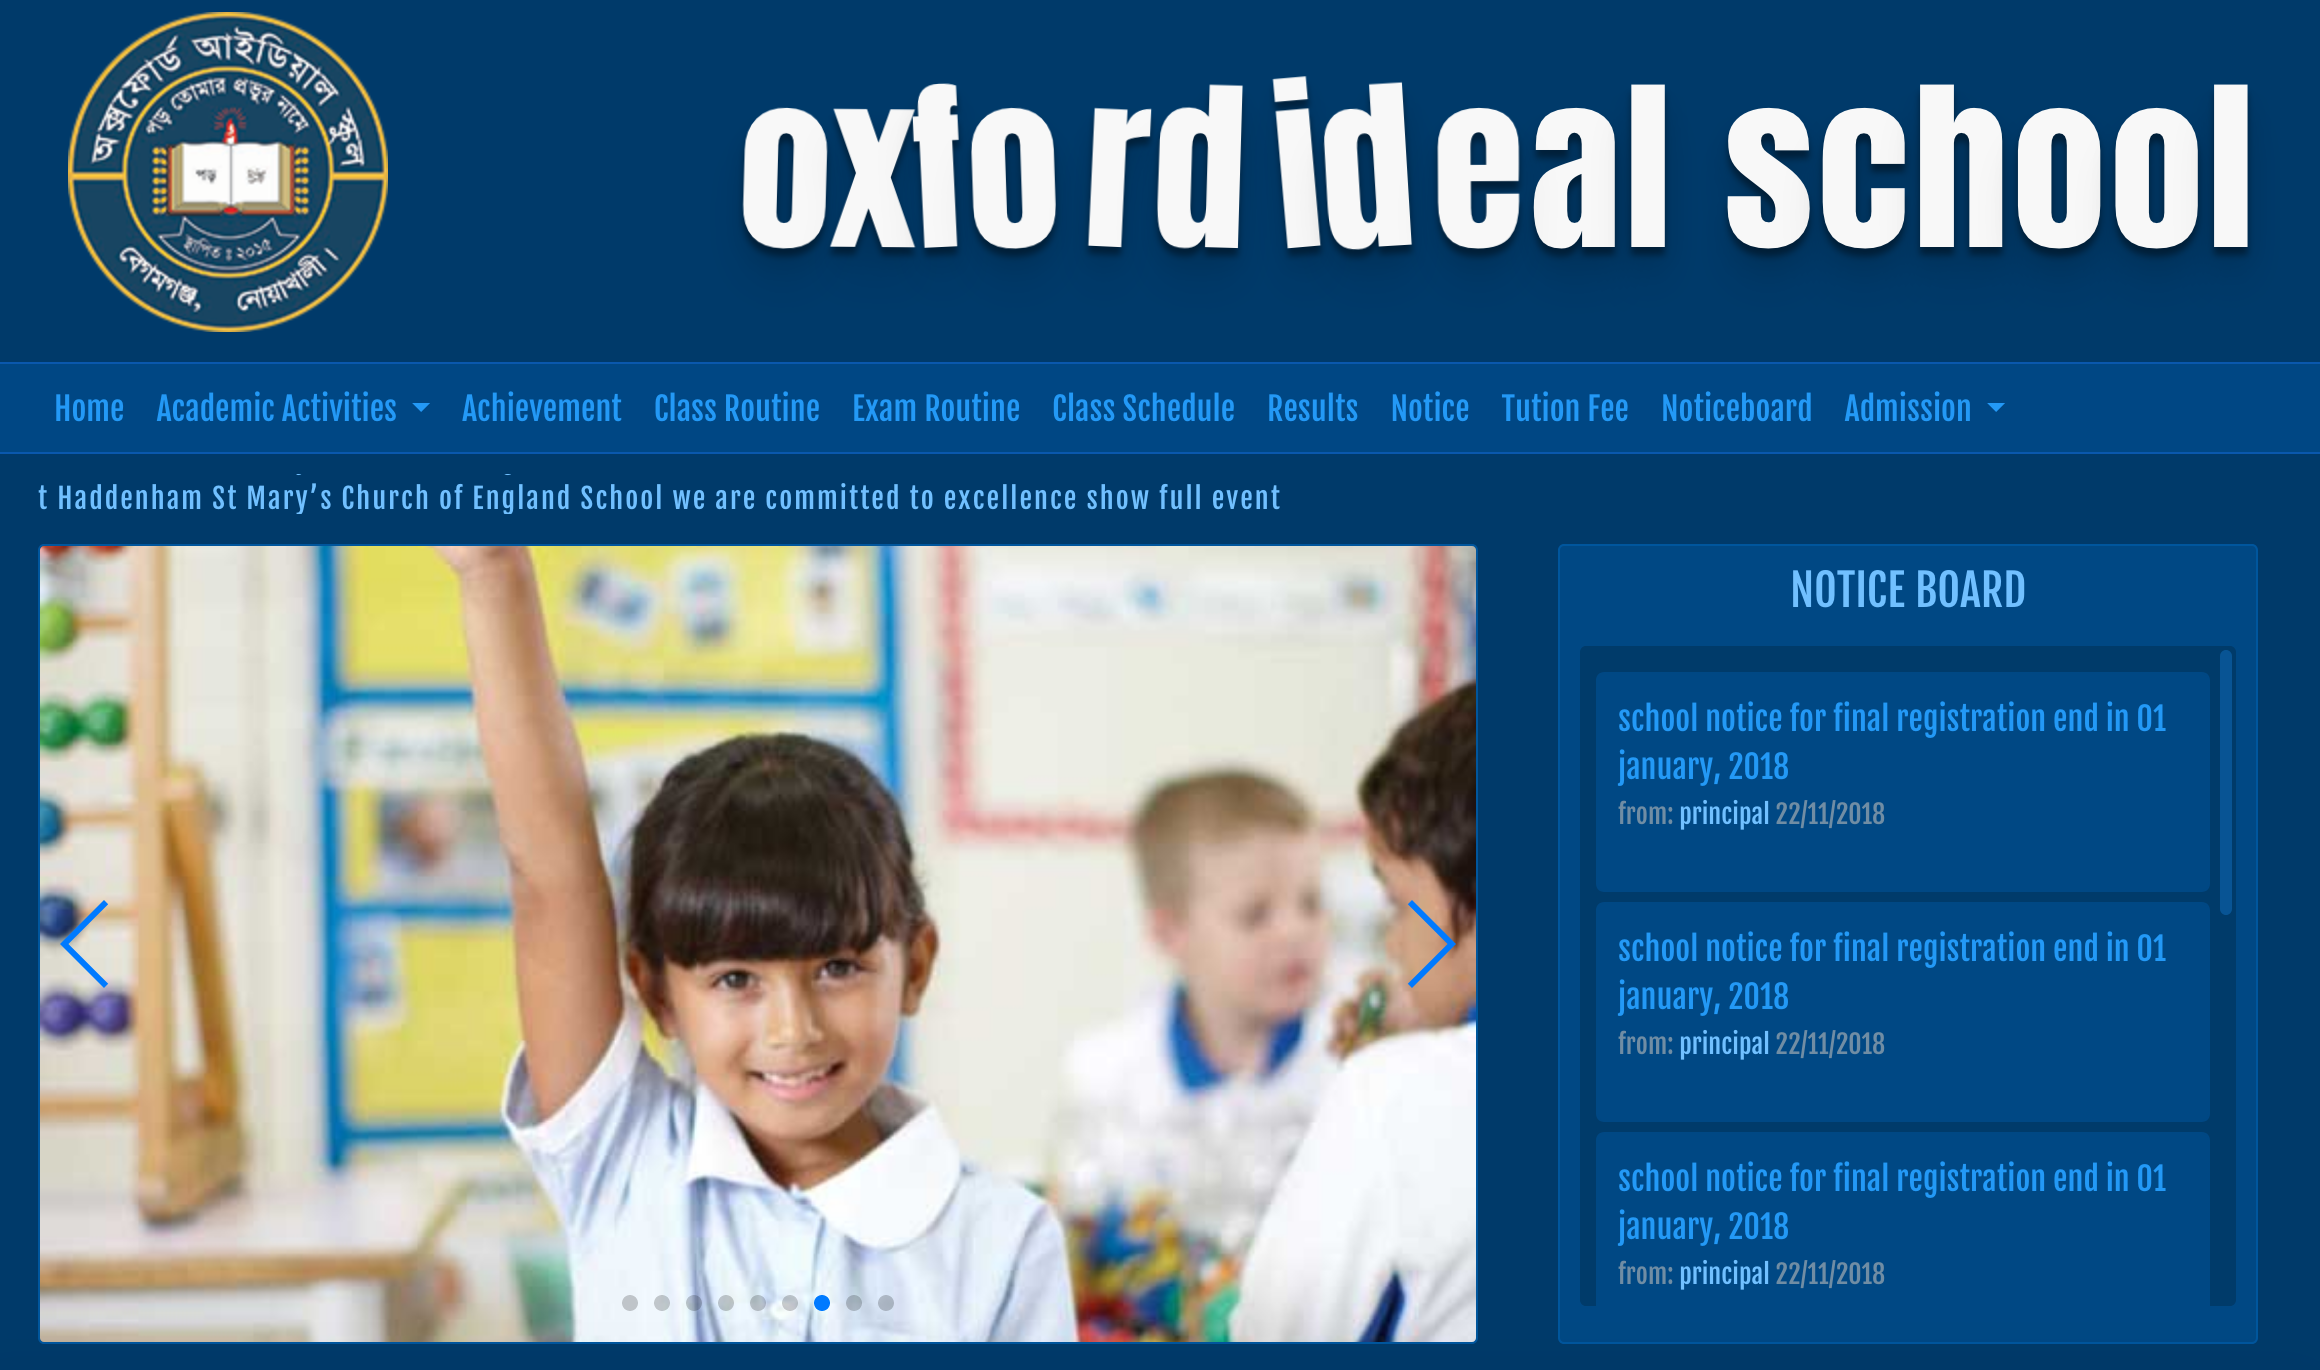 অক্সফোর্ড আইডিয়াল স্কুল
পড় তোমার প্রভুর নামে
পড়
স্থাপিত : ২০১৫
বেগমগঞ্জ, নোয়াখালী।
oxford ideal school
Home Academic Activities Achievement Class Routine Exam Routine Class Schedule Results Notice Tution Fee Noticeboard Admission
t Haddenham St Mary's Church of England School we are committed to excellence show full event
NOTICE BOARD
school notice for final registration end in 01
january, 2018
from: principal 22/11/2018
school notice for final registration end in 01
january, 2018
from: principal 22/11/2018
school notice for final registration end in 01
january, 2018
from: principal 22/11/2018